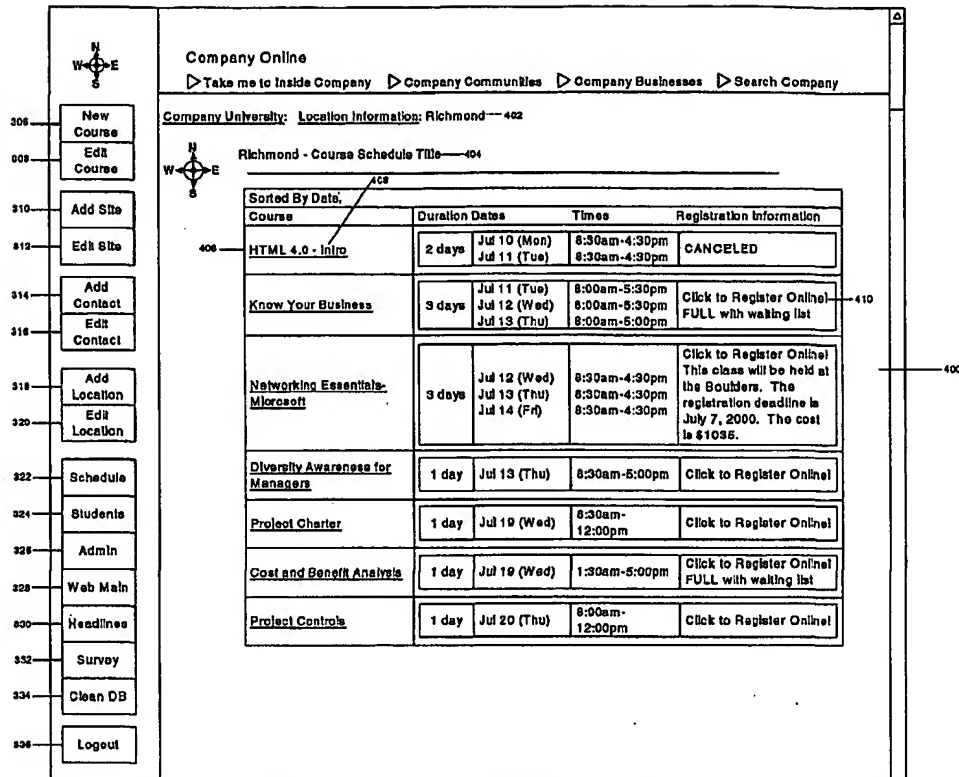 N
W E
S
Company Online
Take me to Inside Company Company Communities Company Businesses Search Company
306 New Course
308 Edit Course
310 Add Site
312 Edit Site
314 Add Contact
316 Edit Contact
318 Add Location
320 Edit Location
322 Schedule
324 Students
326 Admin
328 Web Main
330 Headlines
332 Survey
334 Clean DB
336 Logout
Company University: Location Information: Richmond 402
N
W E
S
Richmond - Course Schedule Title 404
408
Sorted By Date,
Course Duration Dates Times Registration Information
406 HTML 4.0 - Intro 2 days Jul 10 (Mon) 8:30am-4:30pm CANCELED
Jul 11 (Tue) 8:30am-4:30pm
Know Your Business 3 days Jul 11 (Tue) 8:00am-5:30pm Click to Register Online! 410
Jul 12 (Wed) 8:00am-5:30pm FULL with waiting list
Jul 13 (Thu) 8:00am-5:00pm
Networking Essentials- Microsoft 3 days Jul 12 (Wed) 8:30am-4:30pm Click to Register Online!
Jul 13 (Thu) 8:30am-4:30pm This class will be held at
Jul 14 (Fri) 8:30am-4:30pm the Boulders. The
registration deadline is
July 7, 2000. The cost
is $1035.
400
Diversity Awareness for Managers 1 day Jul 13 (Thu) 8:30am-5:00pm Click to Register Online!
Project Charter 1 day Jul 19 (Wed) 8:30am-12:00pm Click to Register Online!
Cost and Benefit Analysis 1 day Jul 19 (Wed) 1:30am-5:00pm Click to Register Online!
FULL with waiting list
Project Controls 1 day Jul 20 (Thu) 8:00am-12:00pm Click to Register Online!